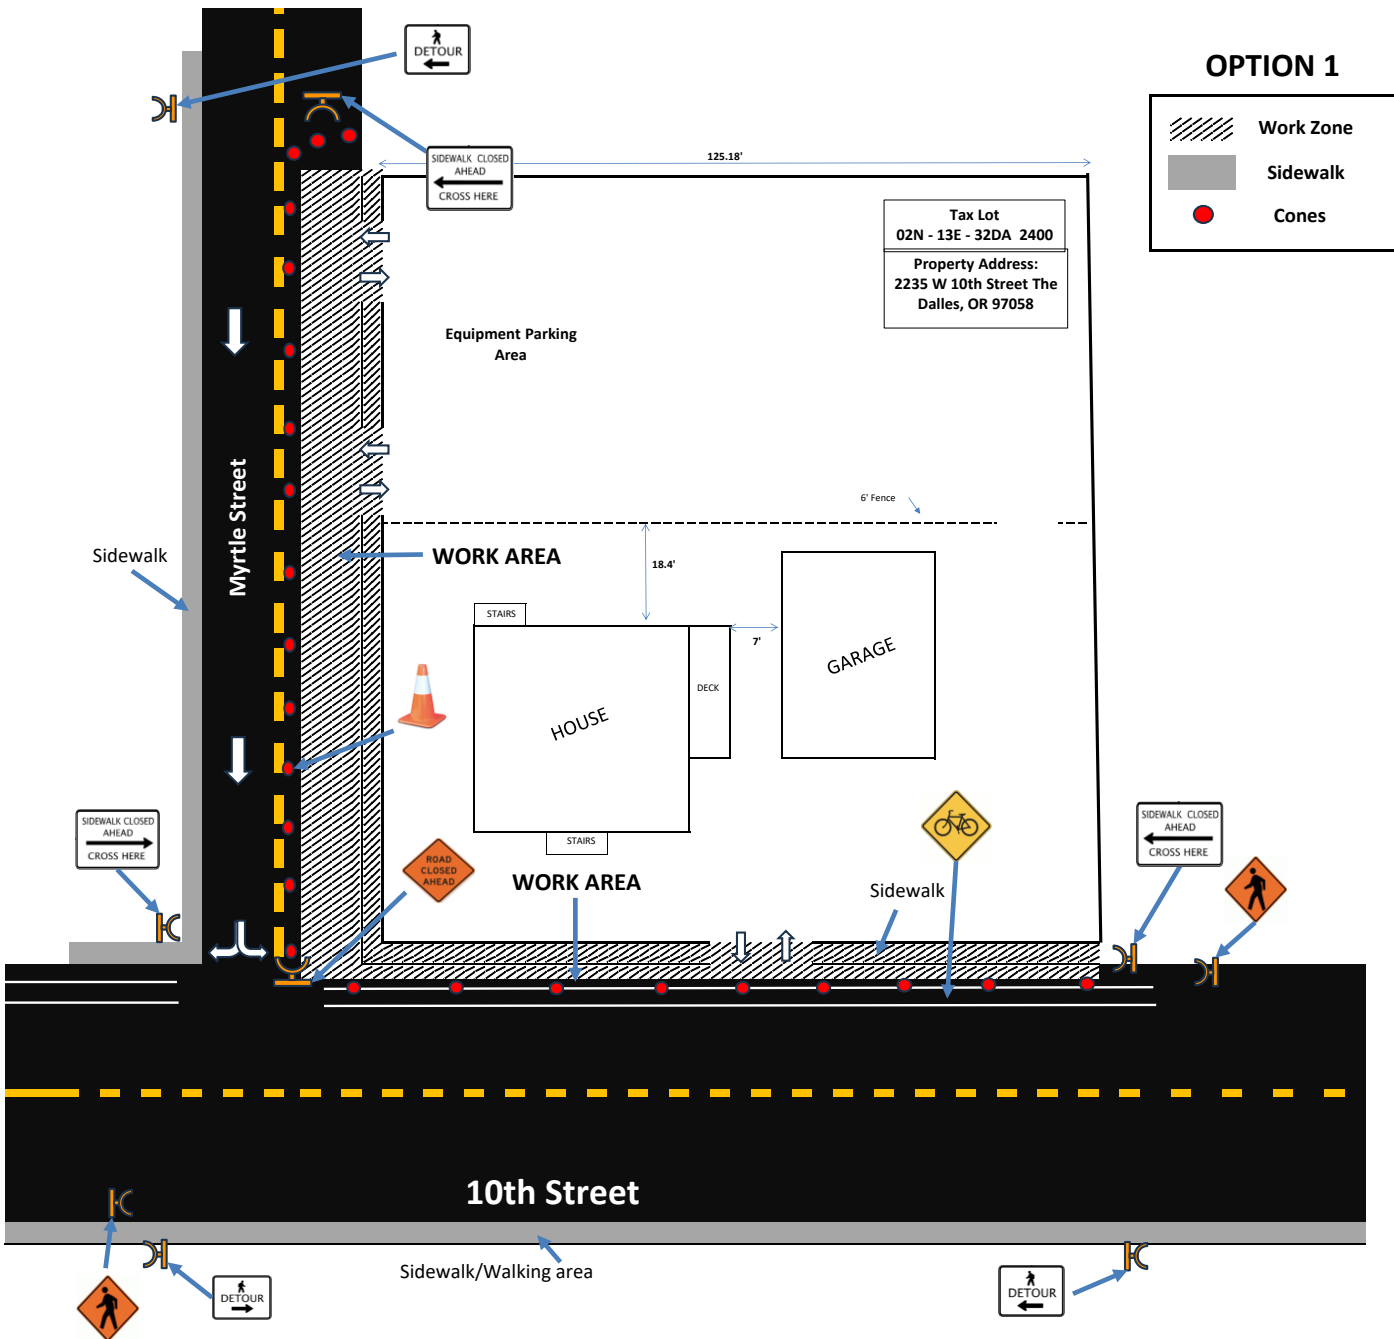 DETOUR
OPTION 1
Work Zone
Sidewalk
Cones
SIDEWALK CLOSED
AHEAD
CROSS HERE
125.18'
Tax Lot
02N - 13E - 32DA 2400
Property Address:
2235 W 10th Street The
Dalles, OR 97058
Equipment Parking
Area
Myrtle Street
6' Fence
Sidewalk
WORK AREA
18.4'
STAIRS
7'
GARAGE
DECK
HOUSE
SIDEWALK CLOSED
AHEAD
CROSS HERE
STAIRS
ROAD
CLOSED
AHEAD
WORK AREA
Sidewalk
SIDEWALK CLOSED
AHEAD
CROSS HERE
10th Street
Sidewalk/Walking area
DETOUR
DETOUR